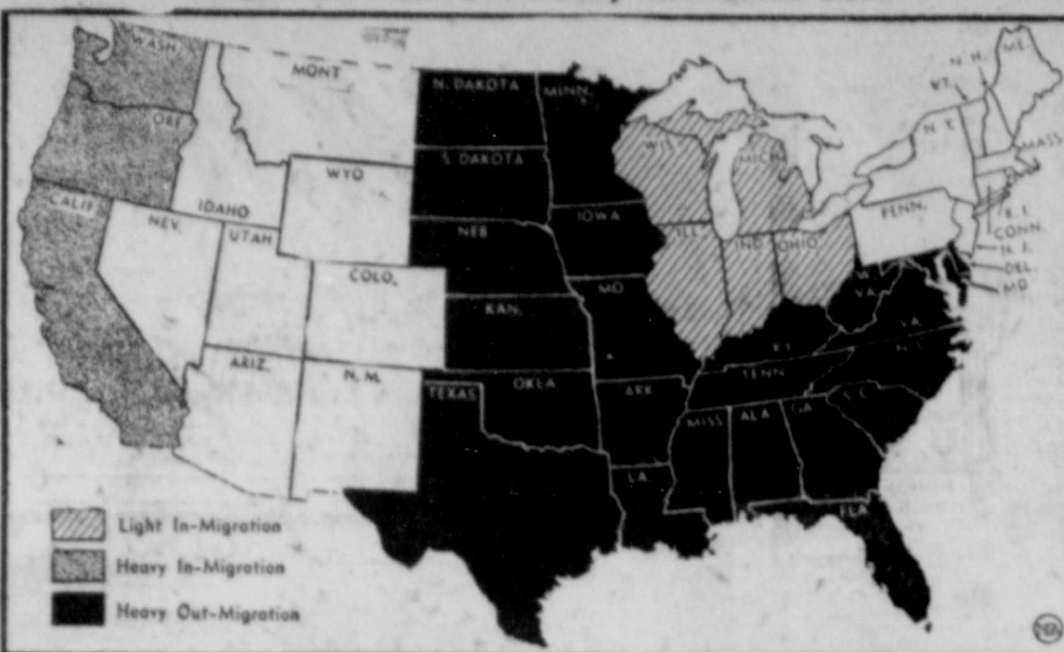 WASH.
MONT
N. DAKOTA
MINN.
ME.
N. H.
VT.
N. Y.
MASS
ORE
S. DAKOTA
WIS.
MICH.
WYO
IDAHO
CALIF
NEV.
UTAH
NEB
IOWA
ILL.
IND.
OHIO
PENN.
R. I.
CONN.
N. J.
DEL.
MD
COLO.
KAN.
MO
W. VA.
VA.
KY.
N. C.
ARIZ.
N. M.
TEXAS
OKLA
ARK
TENN.
S. C.
MISS
ALA
GA
LA
FLA
Light In-Migration
Heavy In-Migration
Heavy Out-Migration